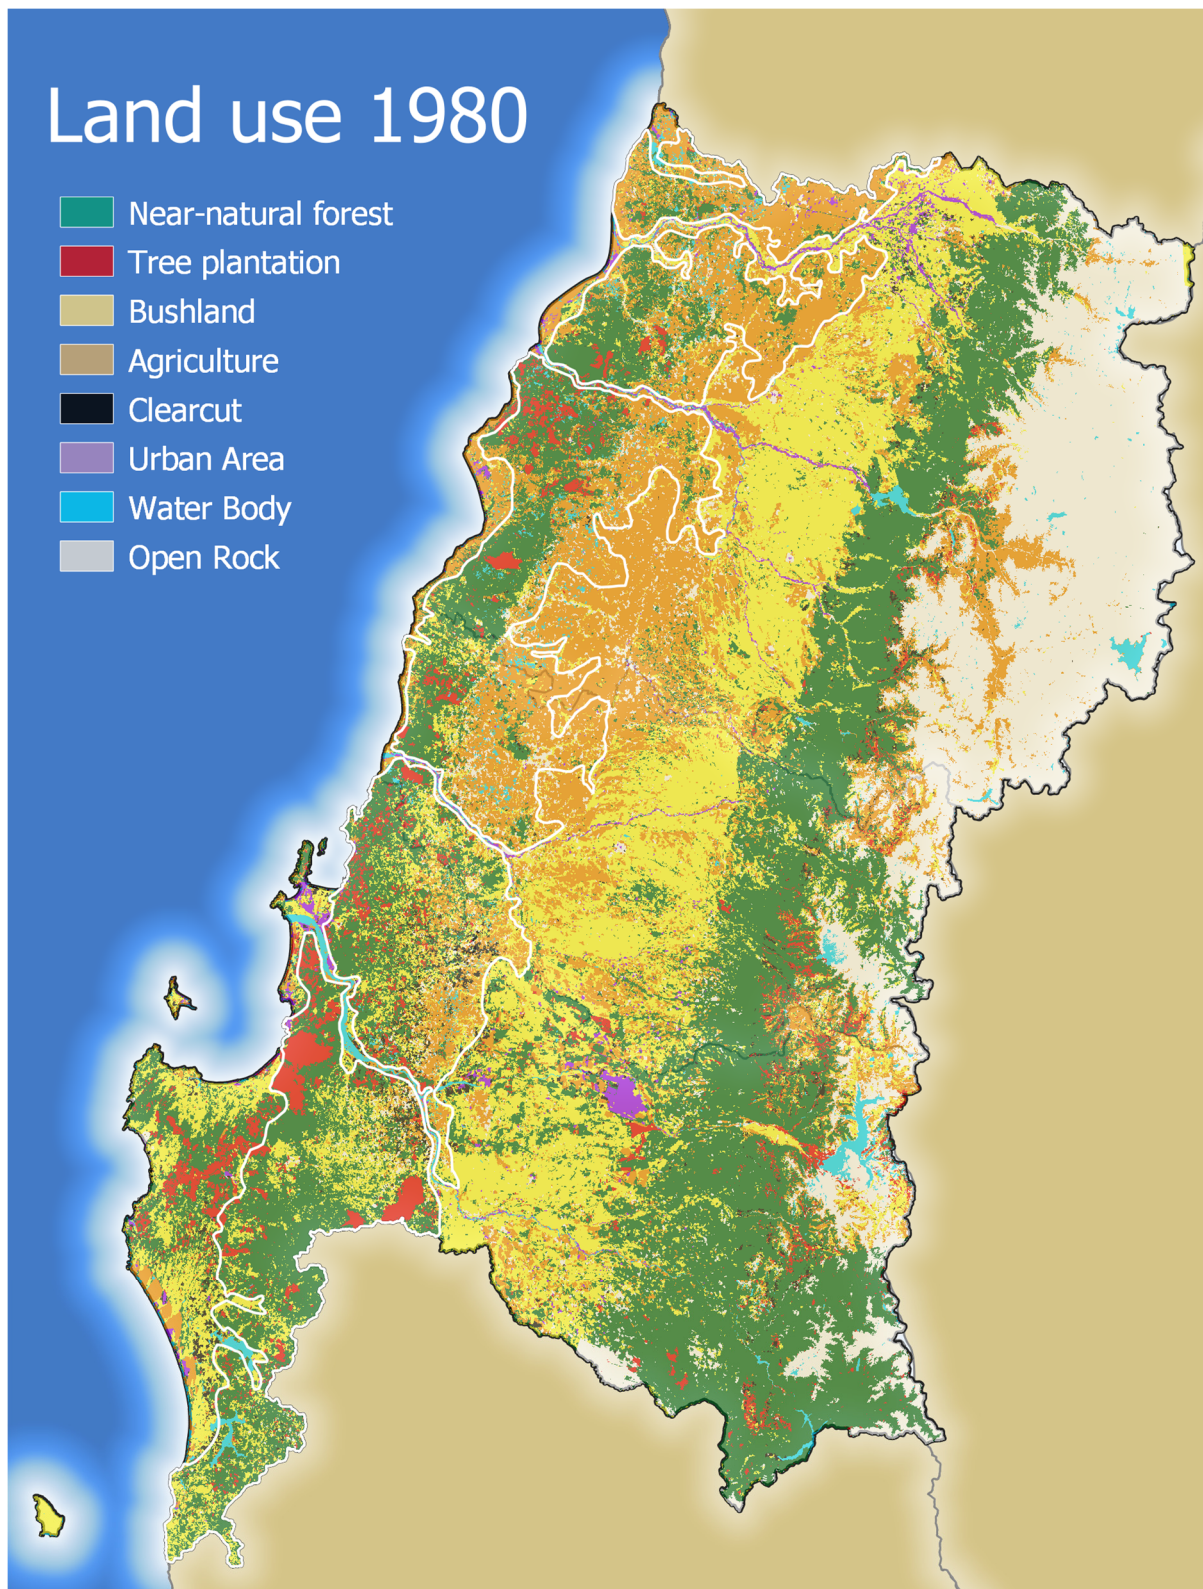 Land use 1980
Near-natural forest
Tree plantation
Bushland
Agriculture
Clearcut
Urban Area
Water Body
Open Rock